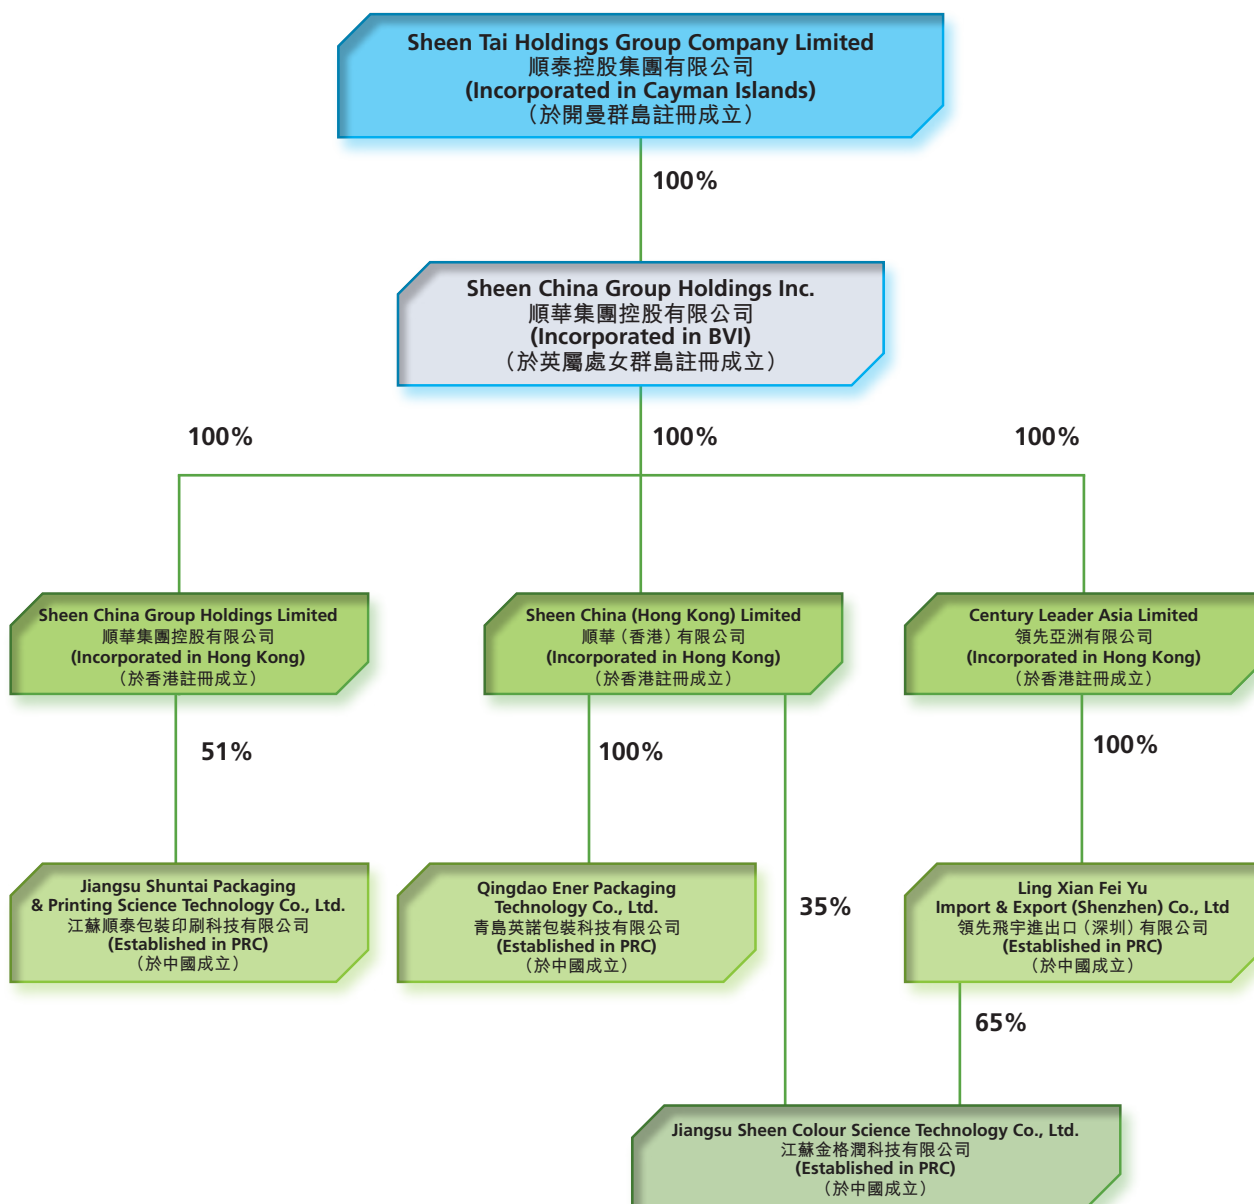 Sheen Tai Holdings Group Company Limited
順泰控股集團有限公司
(Incorporated in Cayman Islands)
（於開曼群島註冊成立）
100%
Sheen China Group Holdings Inc.
順華集團控股有限公司
(Incorporated in BVI)
（於英屬處女群島註冊成立）
100%
100%
100%
Sheen China Group Holdings Limited
順華集團控股有限公司
(Incorporated in Hong Kong)
（於香港註冊成立）
Sheen China (Hong Kong) Limited
順華（香港）有限公司
(Incorporated in Hong Kong)
（於香港註冊成立）
Century Leader Asia Limited
領先亞洲有限公司
(Incorporated in Hong Kong)
（於香港註冊成立）
51%
100%
100%
Jiangsu Shuntai Packaging
& Printing Science Technology Co., Ltd.
江蘇順泰包裝印刷科技有限公司
(Established in PRC)
（於中國成立）
Qingdao Ener Packaging
Technology Co., Ltd.
青島英諾包裝科技有限公司
(Established in PRC)
（於中國成立）
35%
Ling Xian Fei Yu
Import & Export (Shenzhen) Co., Ltd
領先飛宇進出口（深圳）有限公司
(Established in PRC)
（於中國成立）
65%
Jiangsu Sheen Colour Science Technology Co., Ltd.
江蘇金格潤科技有限公司
(Established in PRC)
（於中國成立）